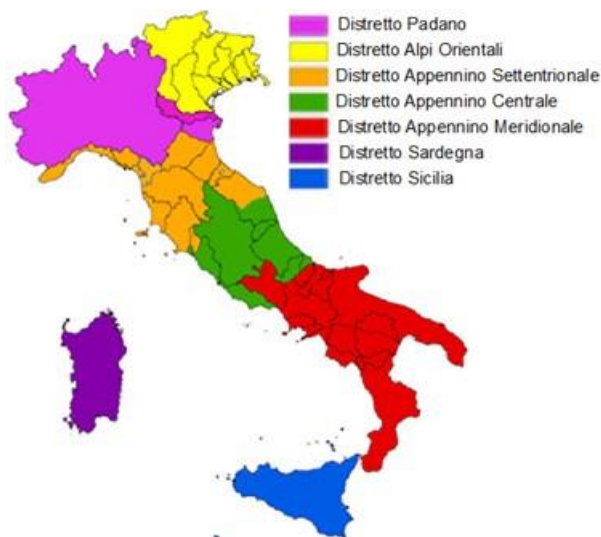 Distretto Padano
Distretto Alpi Orientali
Distretto Appennino Settentrionale
Distretto Appennino Centrale
Distretto Appennino Meridionale
Distretto Sardegna
Distretto Sicilia